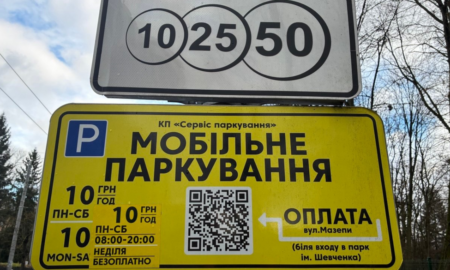 10 25 50
КП «Сервіс паркування»
P
МОБІЛЬНЕ
ПАРКУВАННЯ
10 ГРН
ГОД
ПН-СБ
10 ГРН
ГОД
ПН-СБ
08:00-20:00
НЕДІЛЯ
БЕЗОПЛАТНО
10
MON-SA
ОПЛАТА
вул.Мазепи
(біля входу в парк
ім. Шевченка)